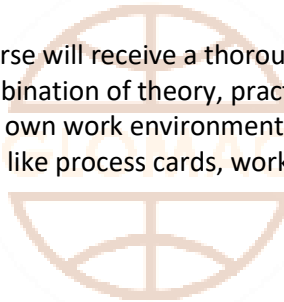 rse will receive a thorou
bination of theory, pract
own work environment
like process cards, work